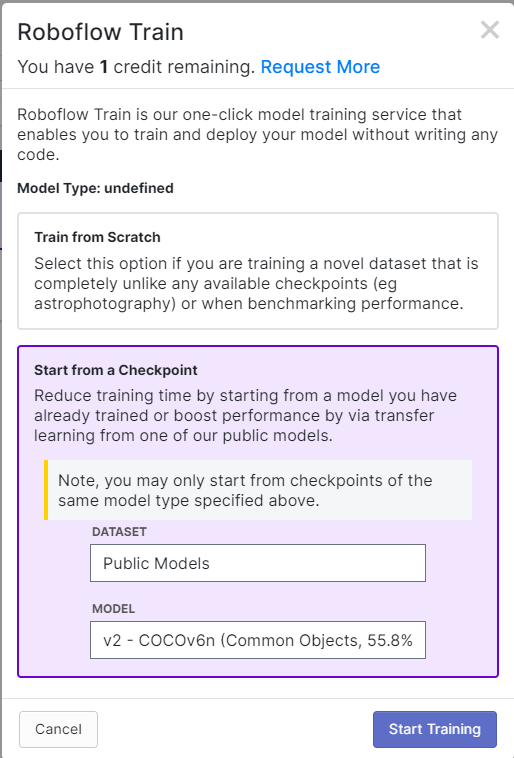 Roboflow Train
You have 1 credit remaining. Request More
Roboflow Train is our one-click model training service that
enables you to train and deploy your model without writing any
code.
Model Type: undefined
Train from Scratch
Select this option if you are training a novel dataset that is
completely unlike any available checkpoints (eg
astrophotography) or when benchmarking performance.
Start from a Checkpoint
Reduce training time by starting from a model you have
already trained or boost performance by via transfer
learning from one of our public models.
Note, you may only start from checkpoints of the
same model type specified above.
DATASET
Public Models
MODEL
v2 - COCOv6n (Common Objects, 55.8%
Cancel
Start Training